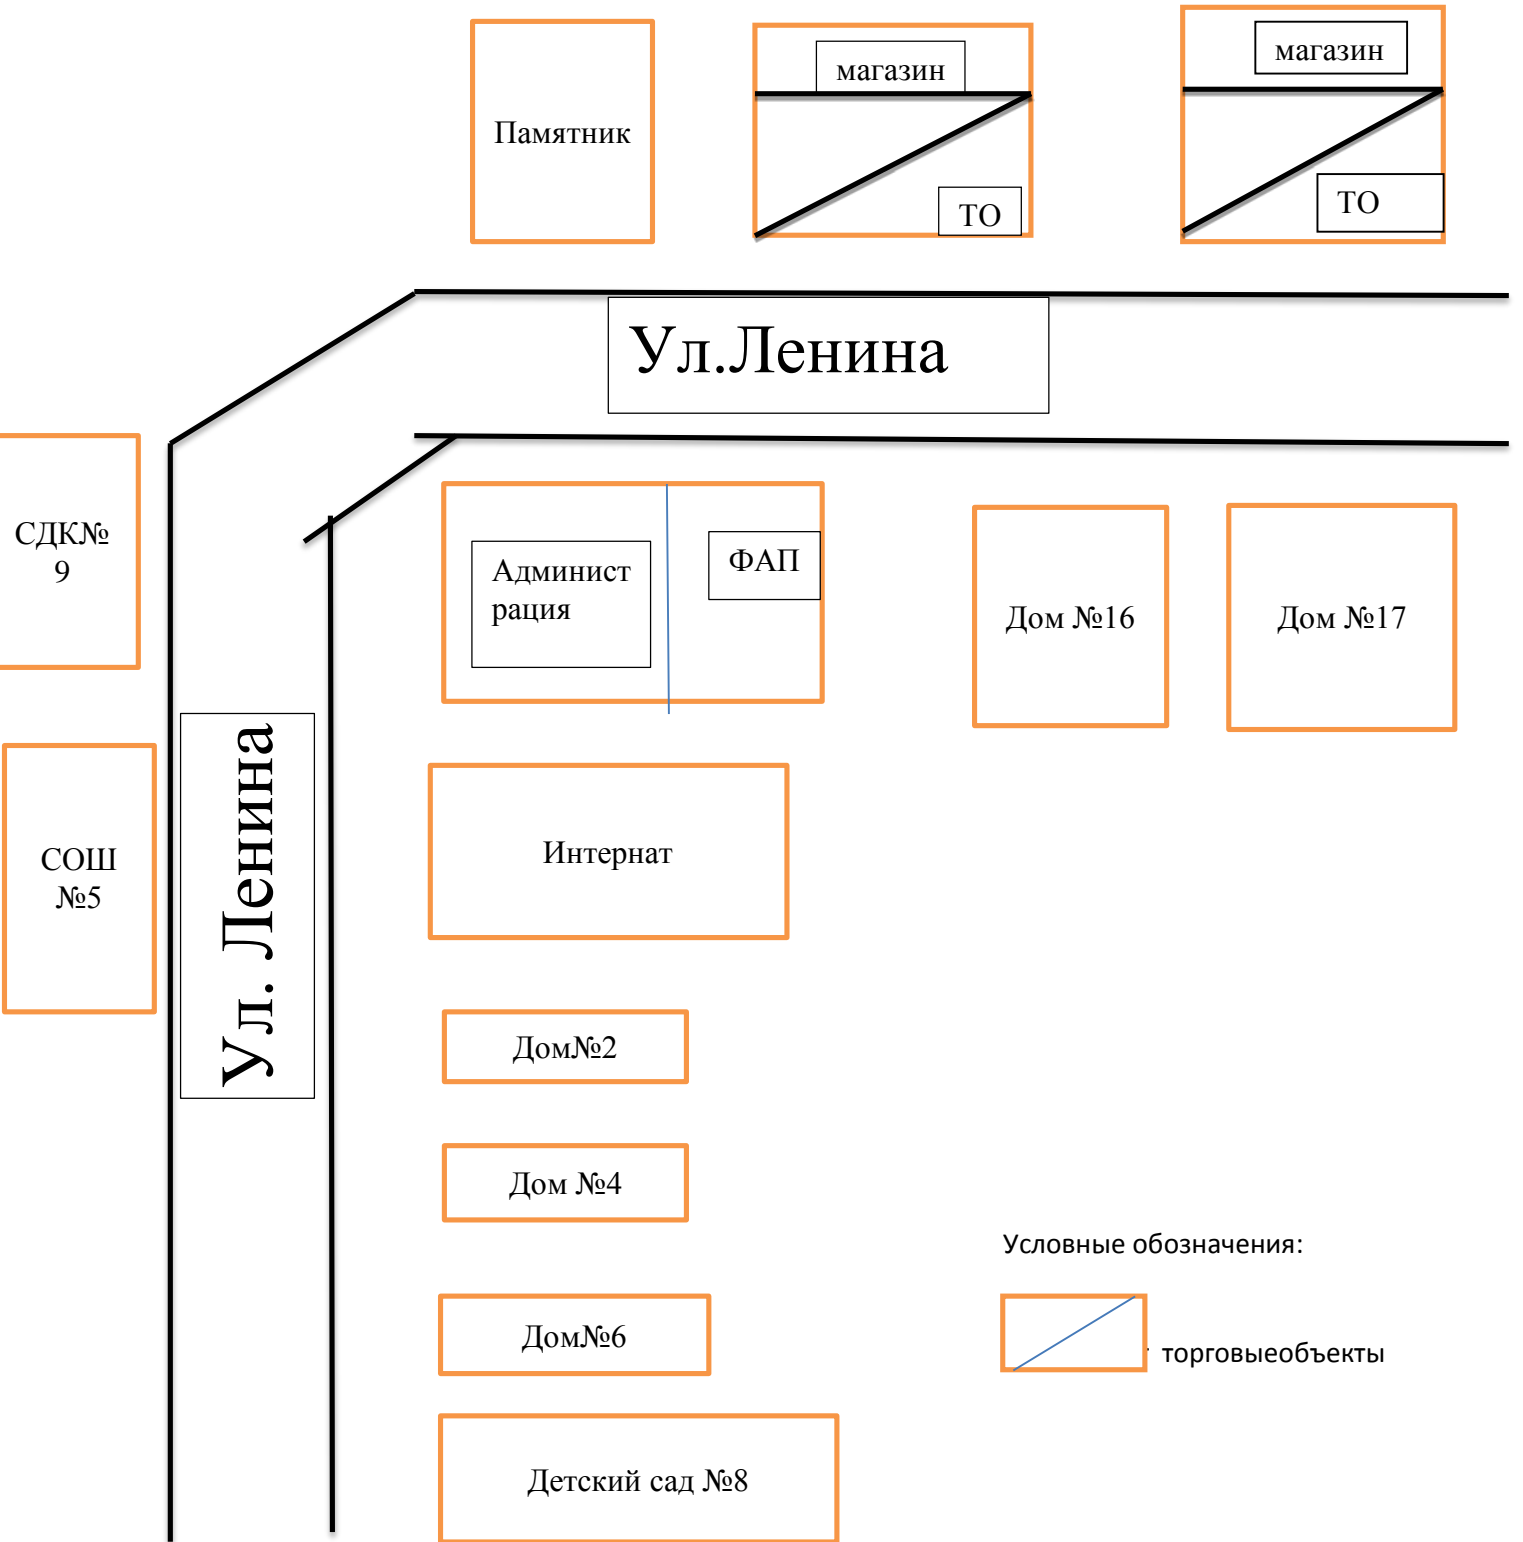 магазин
магазин
Памятник
ТО
ТО
Ул.Ленина
СДК№
9
Админист
рация
ФАП
Дом №16
Дом №17
Ул. Ленина
СОШ
№5
Интернат
Дом№2
Дом №4
Условные обозначения:
Дом№6
торговыеобъекты
Детский сад №8